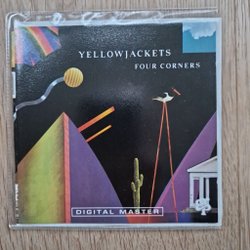 YELLOWJACKETS
FOUR CORNERS
DIGITAL MASTER